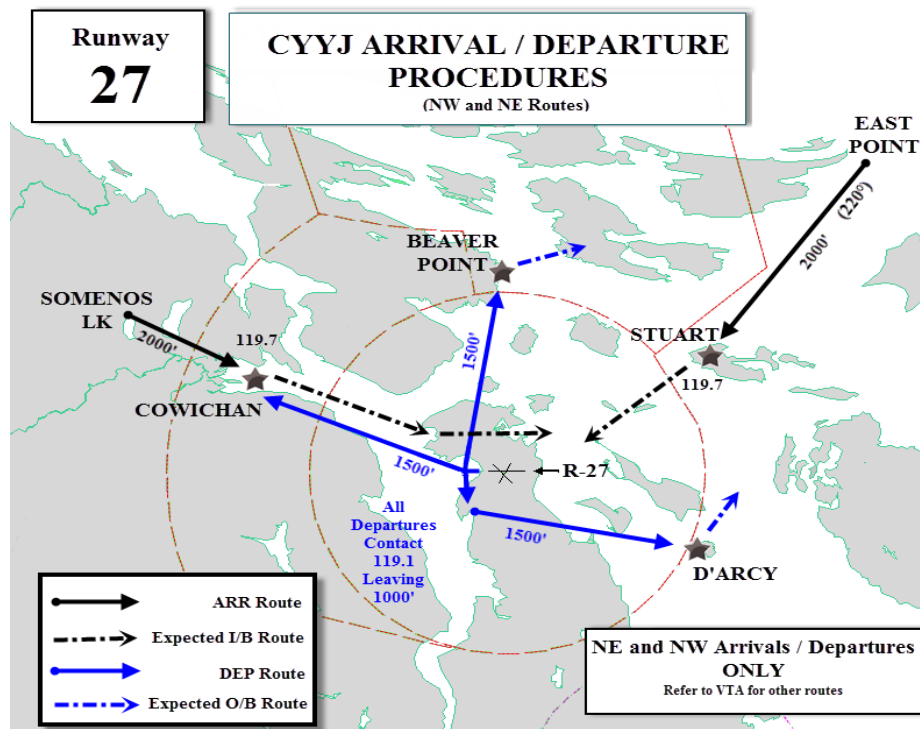 Runway
27
CYYJ ARRIVAL / DEPARTURE
PROCEDURES
(NW and NE Routes)
EAST
POINT
(220°)
2000'
BEAVER
POINT
SOMENOS
LK
2000'
119.7
1500'
STUART
119.7
COWICHAN
1500'
R-27
All
Departures
Contact
119.1
Leaving
1000'
1500'
D'ARCY
ARR Route
Expected I/B Route
DEP Route
Expected O/B Route
NE and NW Arrivals / Departures
ONLY
Refer to VTA for other routes